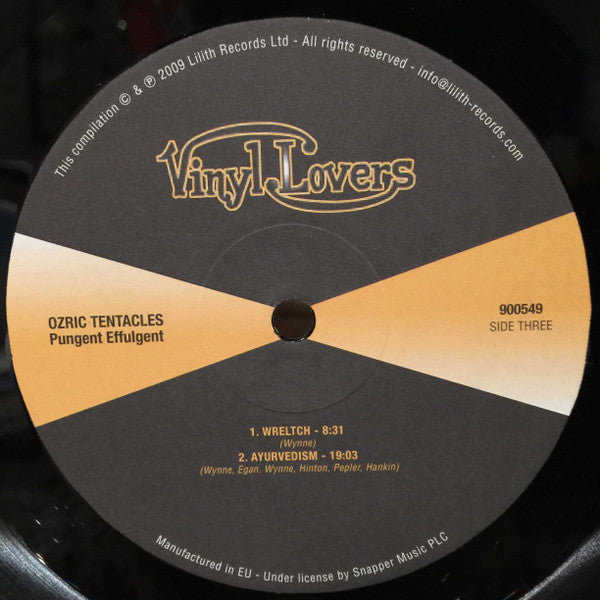 This compilation © & ℗ 2009 Lilith Records Ltd - All rights reserved - info@lilith-records.com
Vinyl Lovers
OZRIC TENTACLES
Pungent Effulgent
900549
SIDE THREE
1. WRELTCH - 8:31
(Wynne)
2. AYURVEDISM - 19:03
(Wynne, Egan, Wynne, Hinton, Pepler, Hankin)
Manufactured in EU - Under license by Snapper Music PLC